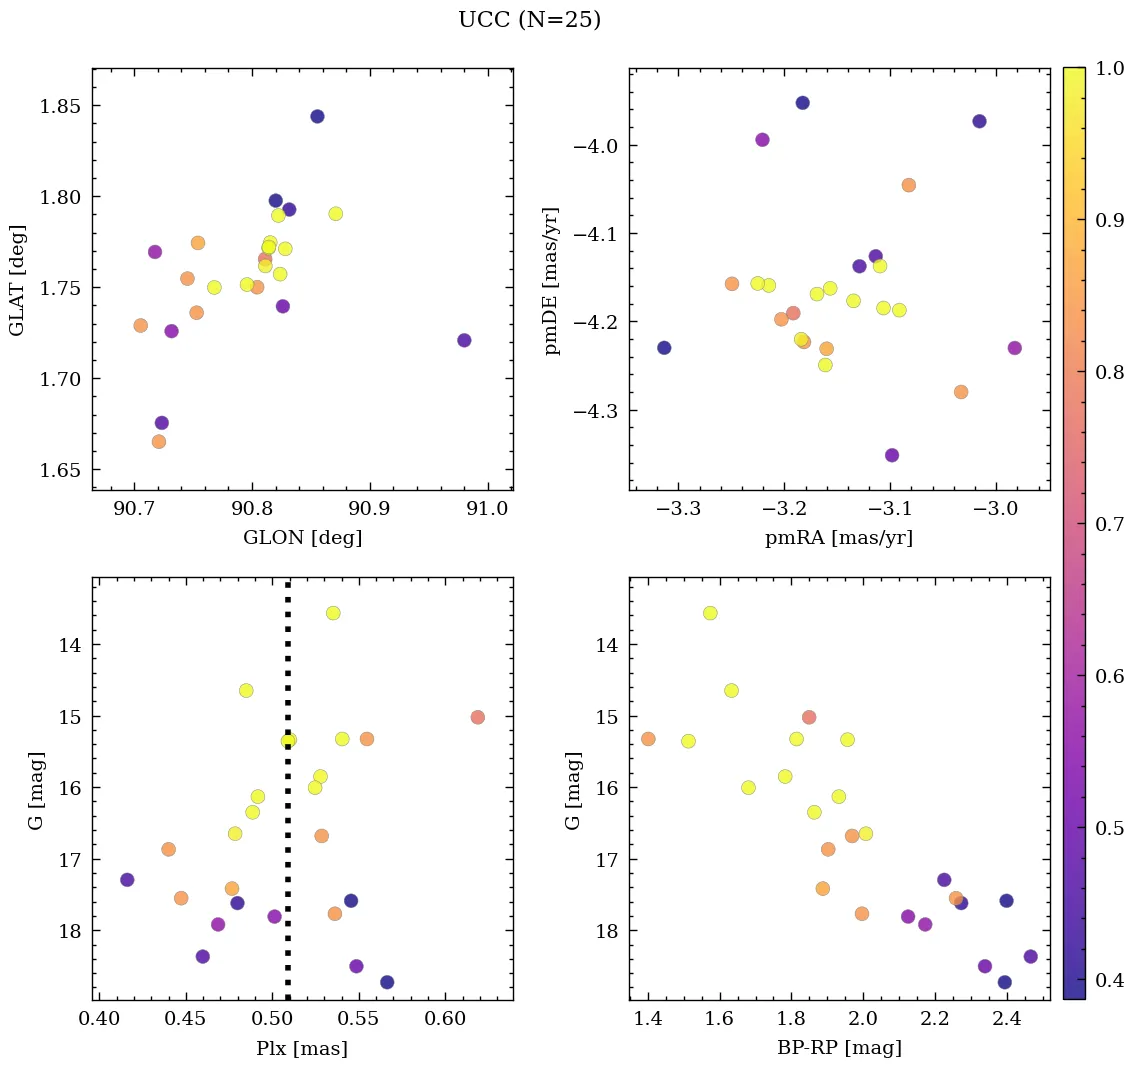 UCC (N=25)
1.85
1.80
1.75
1.70
1.65
GLAT [deg]
90.7 90.8 90.9 91.0
GLON [deg]
−4.0
−4.1
−4.2
−4.3
pmDE [mas/yr]
−3.3 −3.2 −3.1 −3.0
pmRA [mas/yr]
1.0
0.9
0.8
0.7
0.6
0.5
0.4
14
15
16
17
18
G [mag]
0.40 0.45 0.50 0.55 0.60
Plx [mas]
14
15
16
17
18
G [mag]
1.4 1.6 1.8 2.0 2.2 2.4
BP-RP [mag]